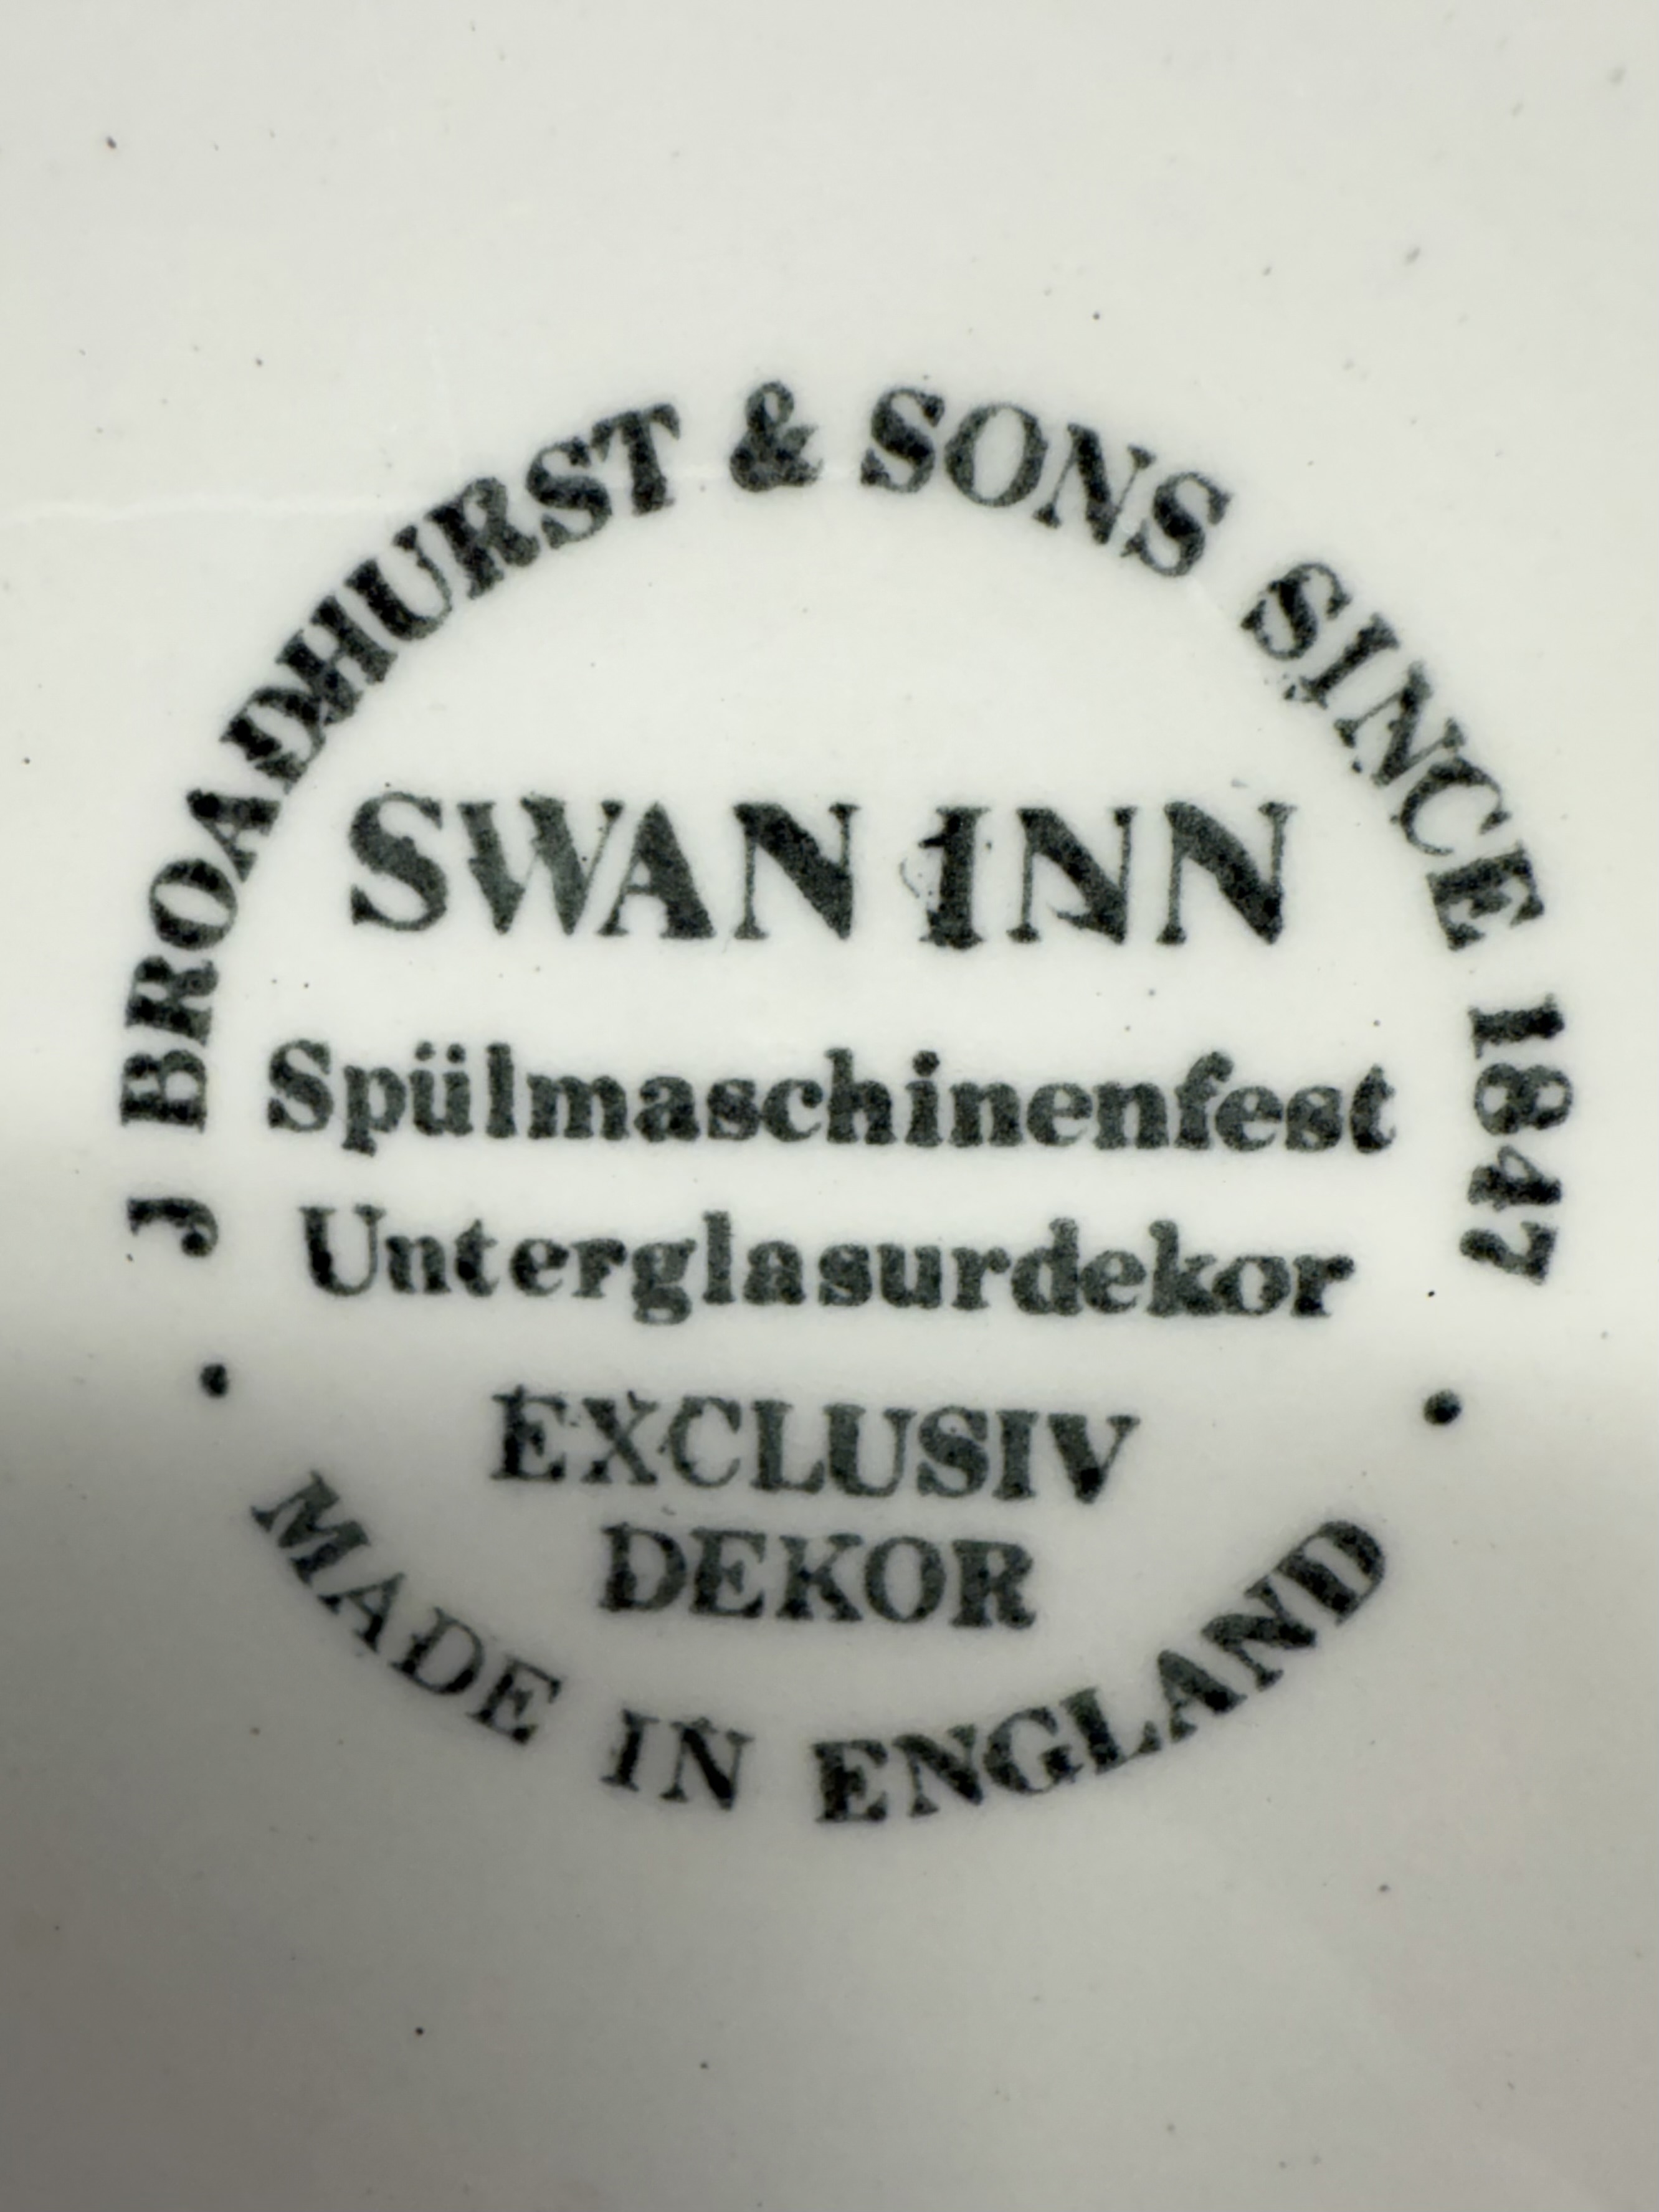 J BROADHURST & SONS SINCE 1847
SWAN INN
Spülmaschinenfest
Unterglasurdekor
EXCLUSIV
DEKOR
• MADE IN ENGLAND •